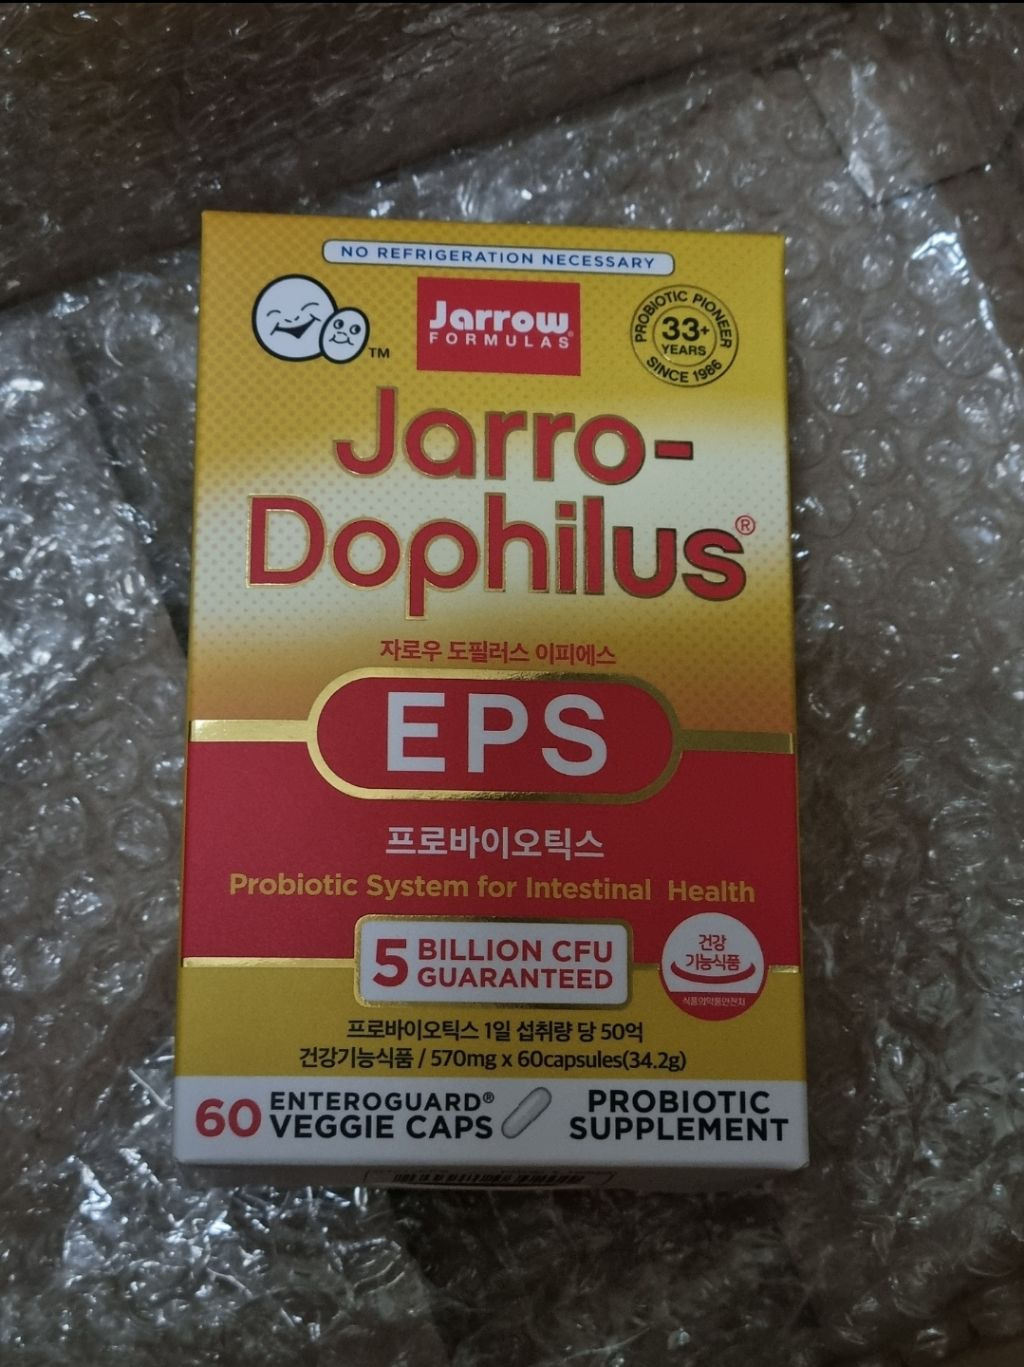 NO REFRIGERATION NECESSARY
TM
Jarrow®
FORMULAS
PROBIOTIC PIONEER
33+
YEARS
SINCE 1986
Jarro-
Dophilus®
자로우 도필러스 이피에스
EPS
프로바이오틱스
Probiotic System for Intestinal Health
5 BILLION CFU
GUARANTEED
건강
기능식품
식품의약품안전처
프로바이오틱스 1일 섭취량 당 50억
건강기능식품 / 570mg x 60capsules(34.2g)
60 ENTEROGUARD®
VEGGIE CAPS
PROBIOTIC
SUPPLEMENT